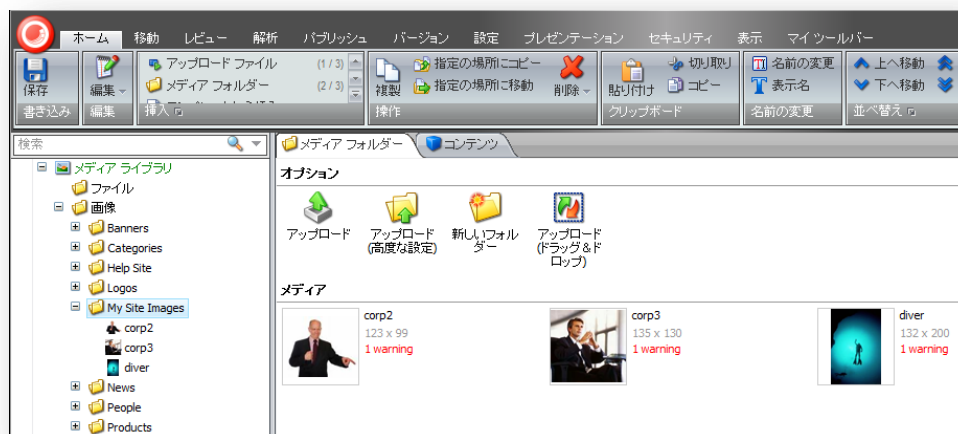 ホーム 移動 レビュー 解析 パブリッシュ バージョン 設定 プレゼンテーション セキュリティ 表示 マイ ツールバー
アップロード ファイル (1/3) 指定の場所にコピー 切り取り 名前の変更 上へ移動
保存 編集 メディア フォルダー (2/3) 複製 指定の場所に移動 削除 貼り付け コピー 表示名 下へ移動
書き込み 編集 挿入 操作 クリップボード 名前の変更 並べ替え
検索
メディア フォルダー コンテンツ
メディア ライブラリ
ファイル
画像
Banners
Categories
Help Site
Logos
My Site Images
corp2
corp3
diver
News
People
Products
オプション
アップロード
アップロード
(高度な設定)
新しいフォル
ダー
アップロード
(ドラッグ&ド
ロップ)
メディア
corp2
123 x 99
1 warning
corp3
135 x 130
1 warning
diver
132 x 200
1 warning